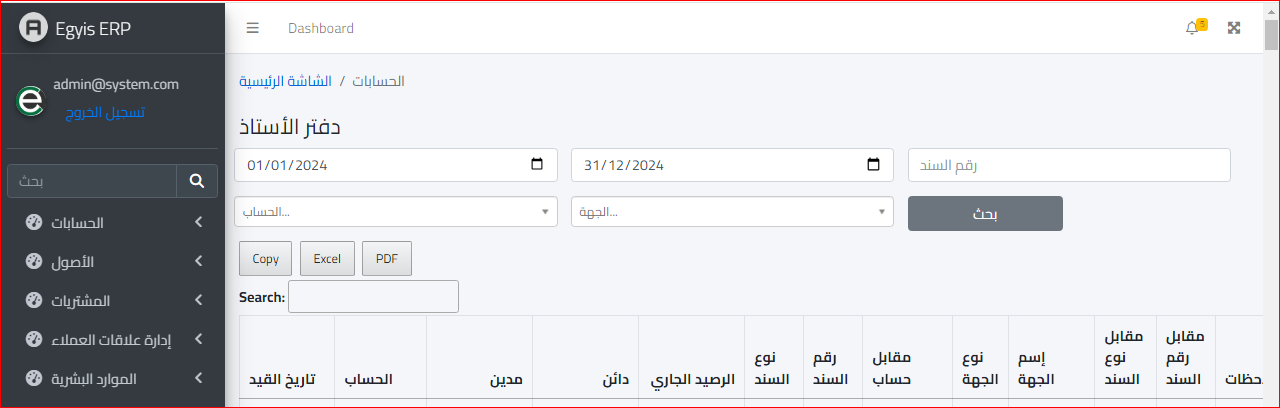 Egyis ERP
admin@system.com
تسجيل الخروج
بحث
الحسابات
الأصول
المشتريات
إدارة علاقات العملاء
الموارد البشرية
Dashboard
5
الشاشة الرئيسية / الحسابات
دفتر الأستاذ
01/01/2024
31/12/2024
رقم السند
الحساب...
الجهة...
بحث
Copy Excel PDF
Search:
تاريخ القيد
الحساب
مدين
دائن
الرصيد الجاري
نوع
السند
رقم
السند
مقابل
حساب
نوع
الجهة
إسم
الجهة
مقابل
نوع
السند
مقابل
رقم
السند